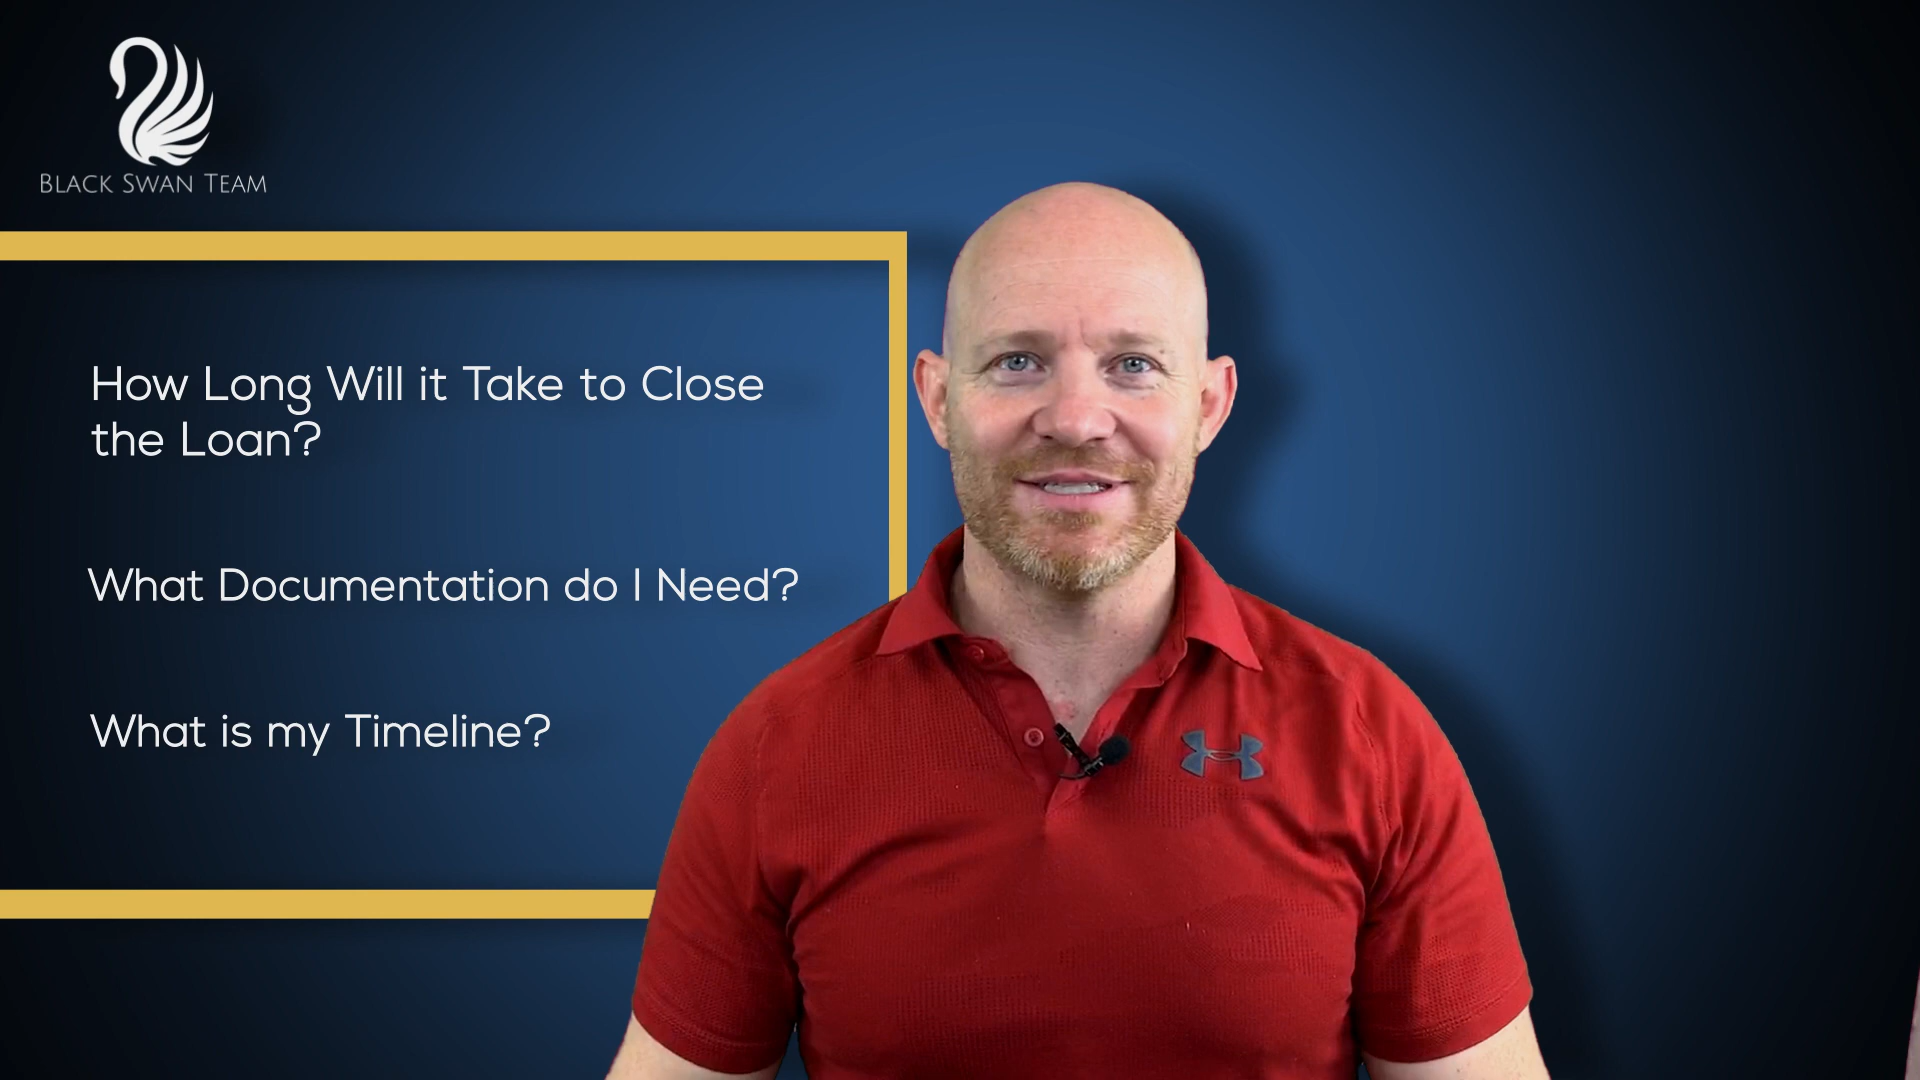 BLACK SWAN TEAM
How Long Will it Take to Close
the Loan?
What Documentation do I Need?
What is my Timeline?